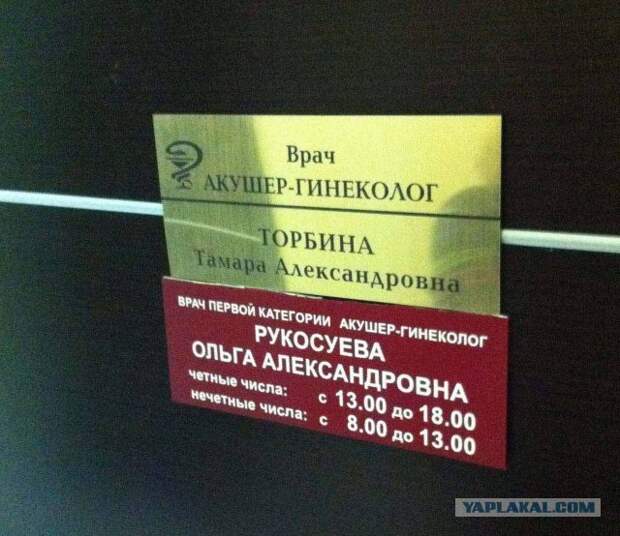 Врач
АКУШЕР-ГИНЕКОЛОГ
ТОРБИНА
Тамара Александровна
ВРАЧ ПЕРВОЙ КАТЕГОРИИ АКУШЕР-ГИНЕКОЛОГ
РУКОСУЕВА
ОЛЬГА АЛЕКСАНДРОВНА
четные числа: с 13.00 до 18.00
нечетные числа: с 8.00 до 13.00
YAPLAKAL.COM